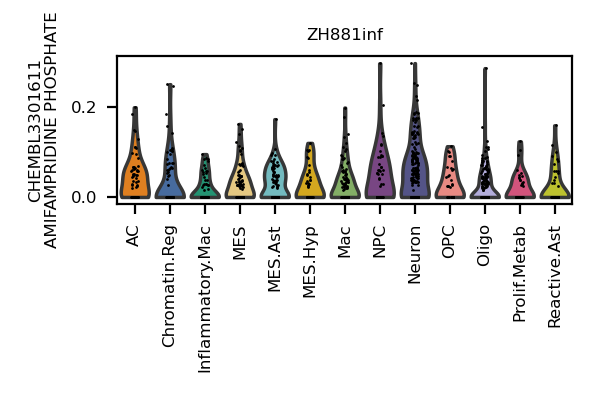 ZH881inf
CHEMBL3301611
AMIFAMPRIDINE PHOSPHATE
0.2
0.0
AC
Chromatin.Reg
Inflammatory.Mac
MES
MES.Ast
MES.Hyp
Mac
NPC
Neuron
OPC
Oligo
Prolif.Metab
Reactive.Ast